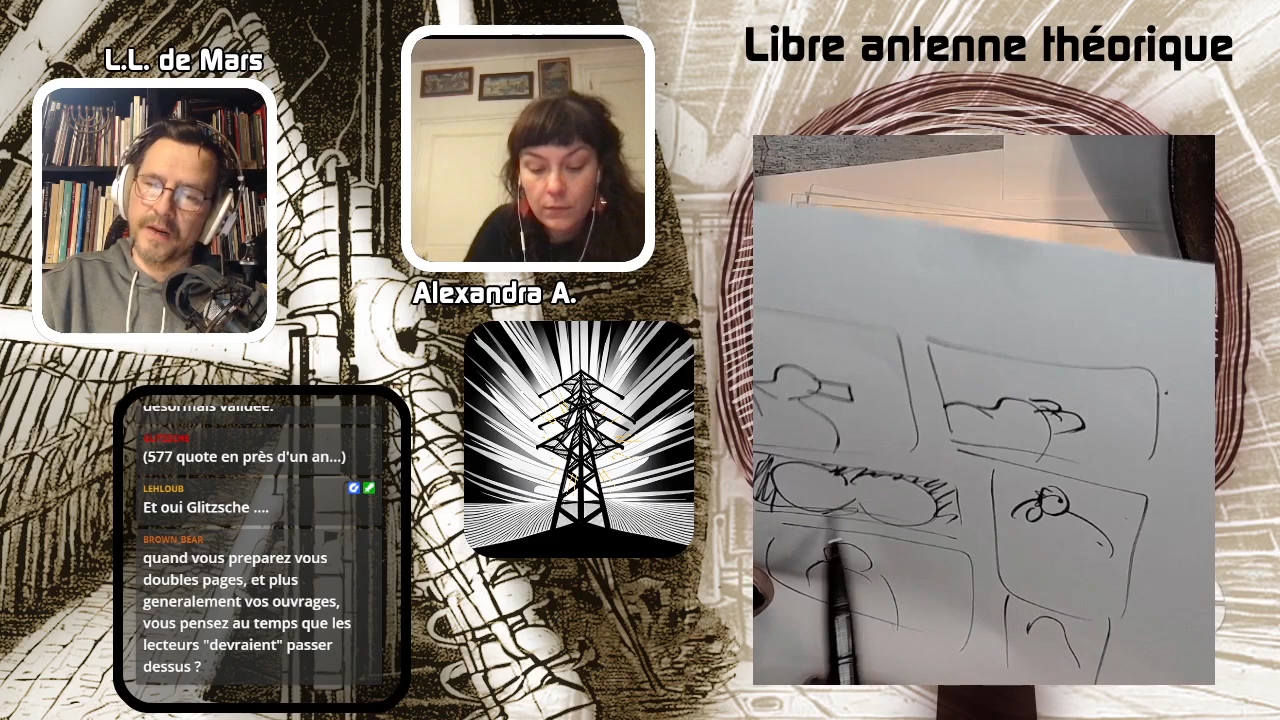 L.L. de Mars
Libre antenne théorique
Alexandra A.
désormais validée.
(577 quote en près d'un an...)
LEHLOUB
Et oui Glitzsche ....
BROWN_BEAR
quand vous preparez vous
doubles pages, et plus
generalement vos ouvrages,
vous pensez au temps que les
lecteurs "devraient" passer
dessus ?